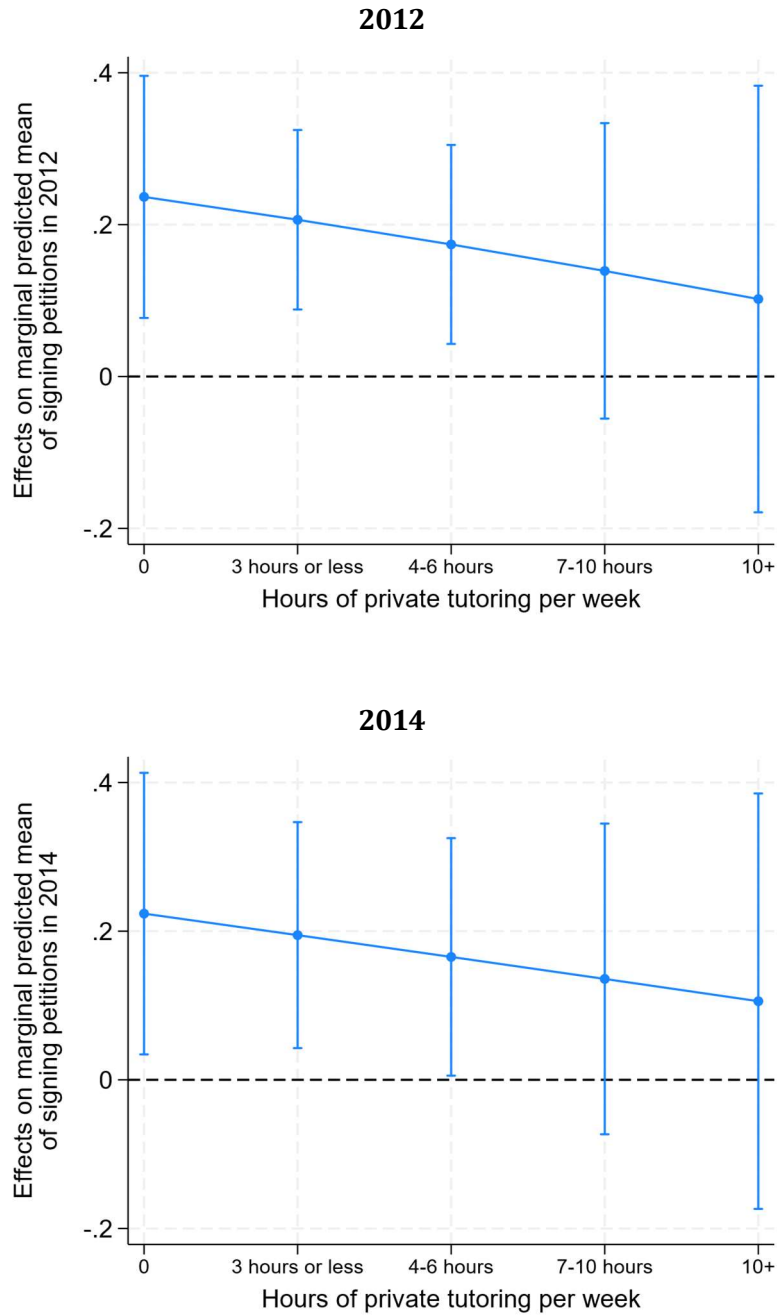 2012
Effects on marginal predicted mean
of signing petitions in 2012
.4
.2
0
-.2
0 3 hours or less 4-6 hours 7-10 hours 10+
Hours of private tutoring per week
2014
Effects on marginal predicted mean
of signing petitions in 2014
.4
.2
0
-.2
0 3 hours or less 4-6 hours 7-10 hours 10+
Hours of private tutoring per week